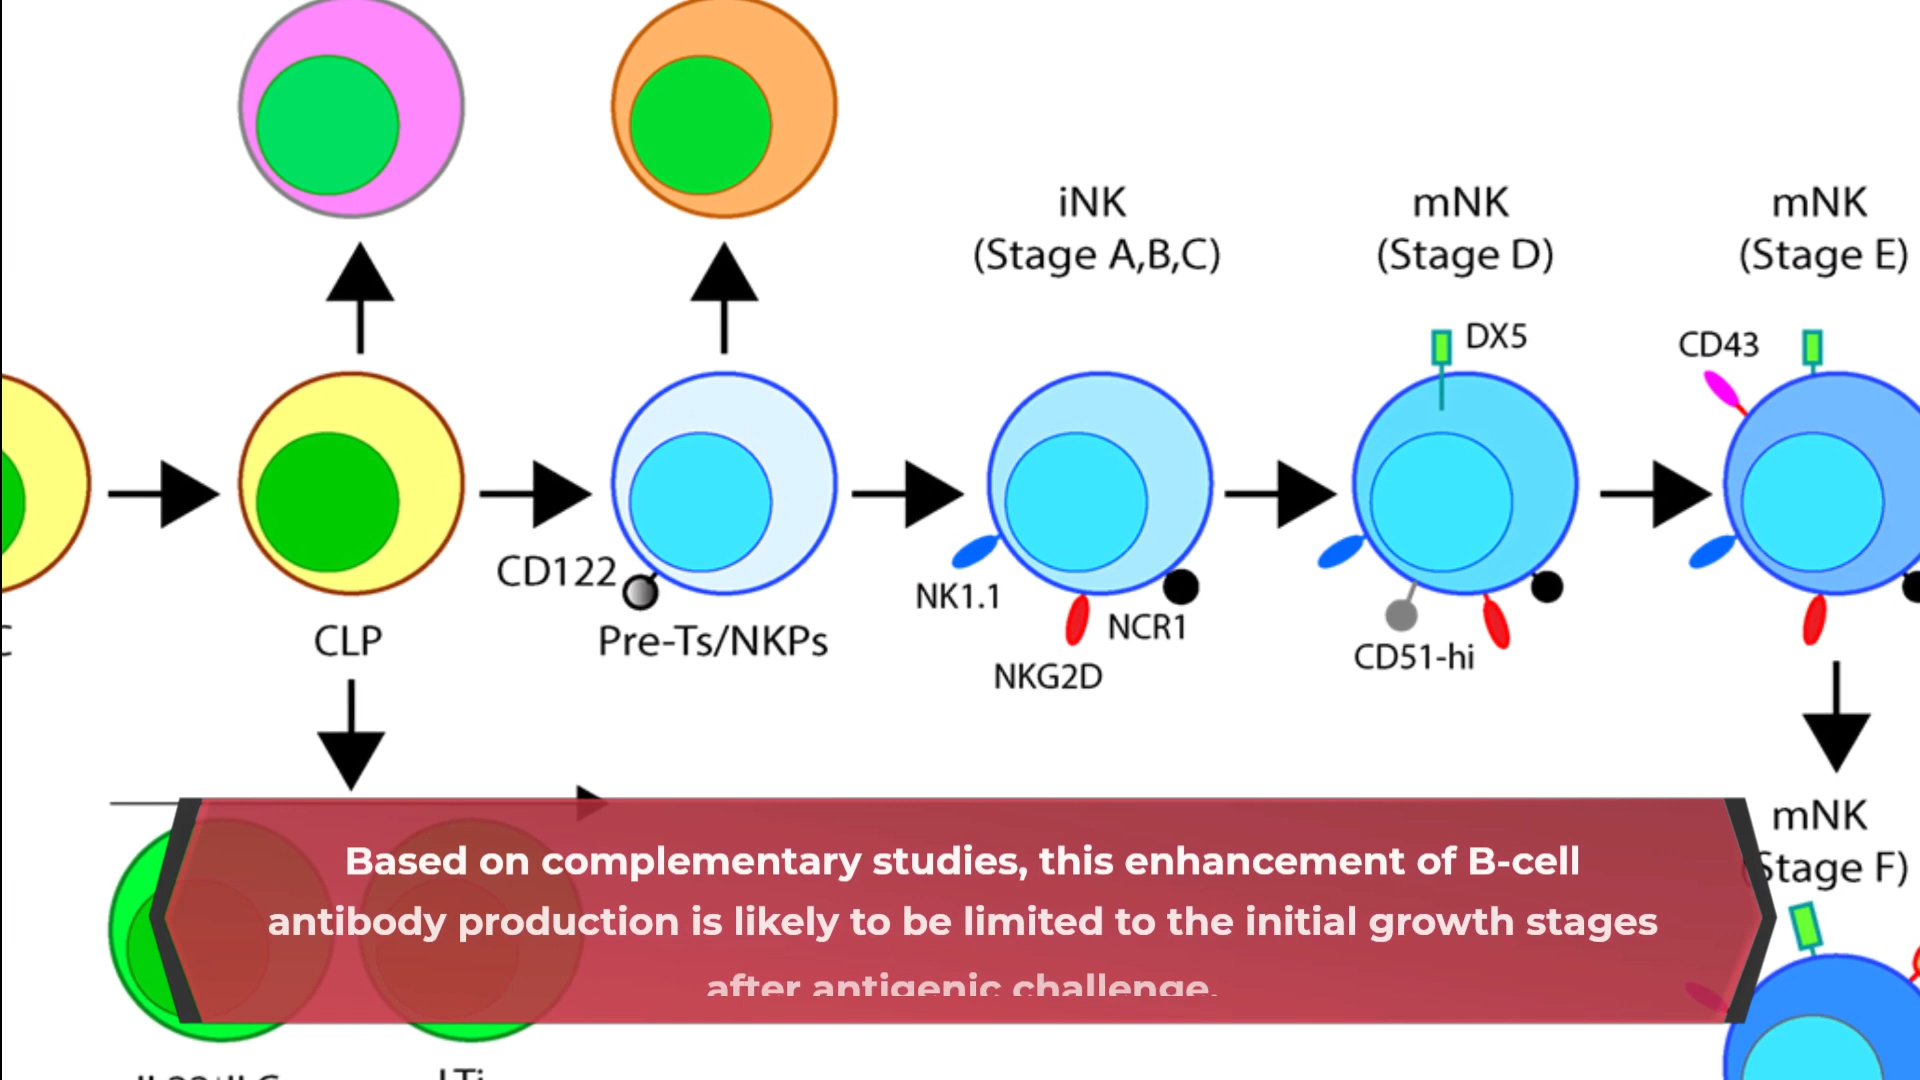 iNK
(Stage A,B,C)
mNK
(Stage D)
mNK
(Stage E)
DX5
CD43
CD122
NK1.1
NCR1
NKG2D
CD51-hi
CLP
Pre-Ts/NKPs
mNK
(Stage F)
Based on complementary studies, this enhancement of B-cell
antibody production is likely to be limited to the initial growth stages
after antigenic challenge.
LTi